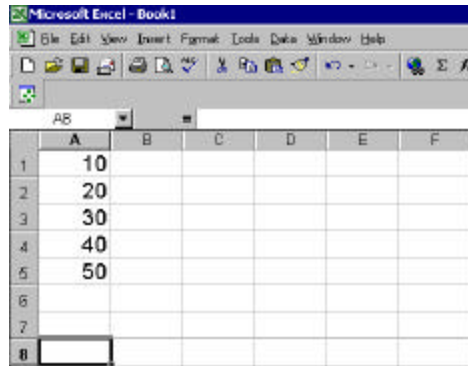 Microsoft Excel - Book1
File Edit View Insert Format Tools Data Window Help
A8 =
A B C D E F
1 10
2 20
3 30
4 40
5 50
6
7
8